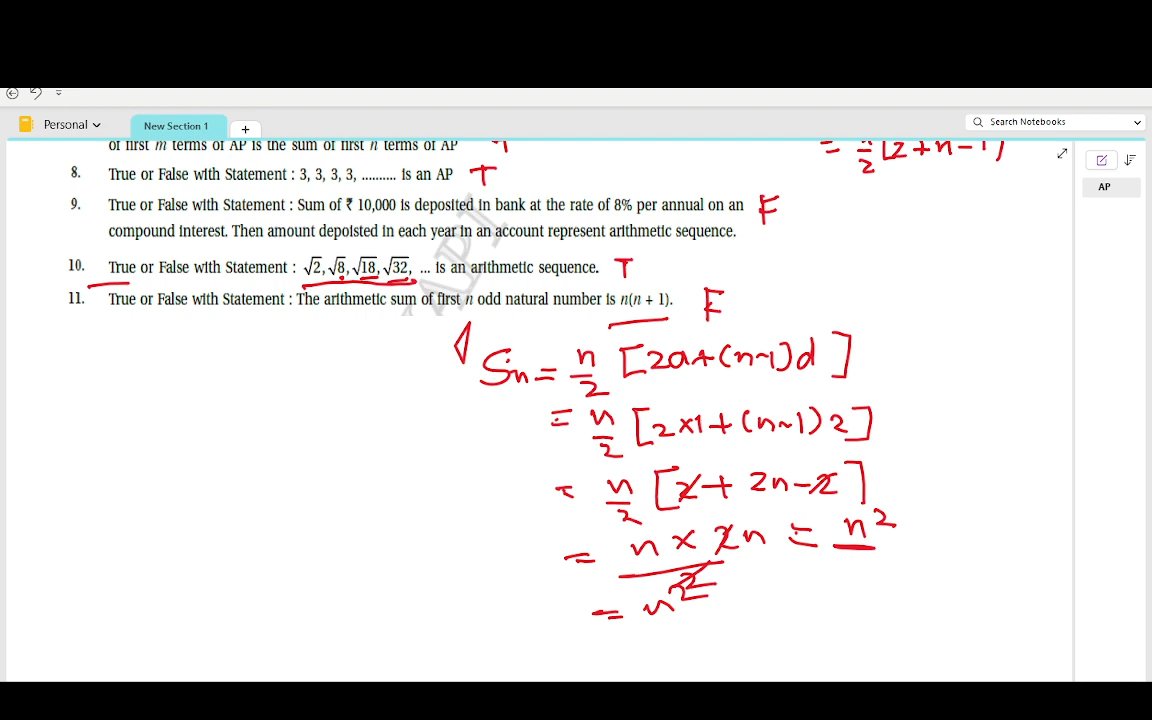 Personal
New Section 1
+
Search Notebooks
AP
of first m terms of AP is the sum of first n terms of AP
= n/2 [2+n-1)
8. True or False with Statement : 3, 3, 3, 3, .......... is an AP T
9. True or False with Statement : Sum of ₹ 10,000 is deposited in bank at the rate of 8% per annual on an F
compound interest. Then amount depoisted in each year in an account represent arithmetic sequence.
10. True or False with Statement : √2, √8, √18, √32, ... is an arithmetic sequence. T
11. True or False with Statement : The arithmetic sum of first n odd natural number is n(n + 1). F
Sn = n/2 [2a+(n-1)d]
= n/2 [2×1+(n-1)2]
= n/2 [2+2n-2]
= n×2n/2 = n²
= n²